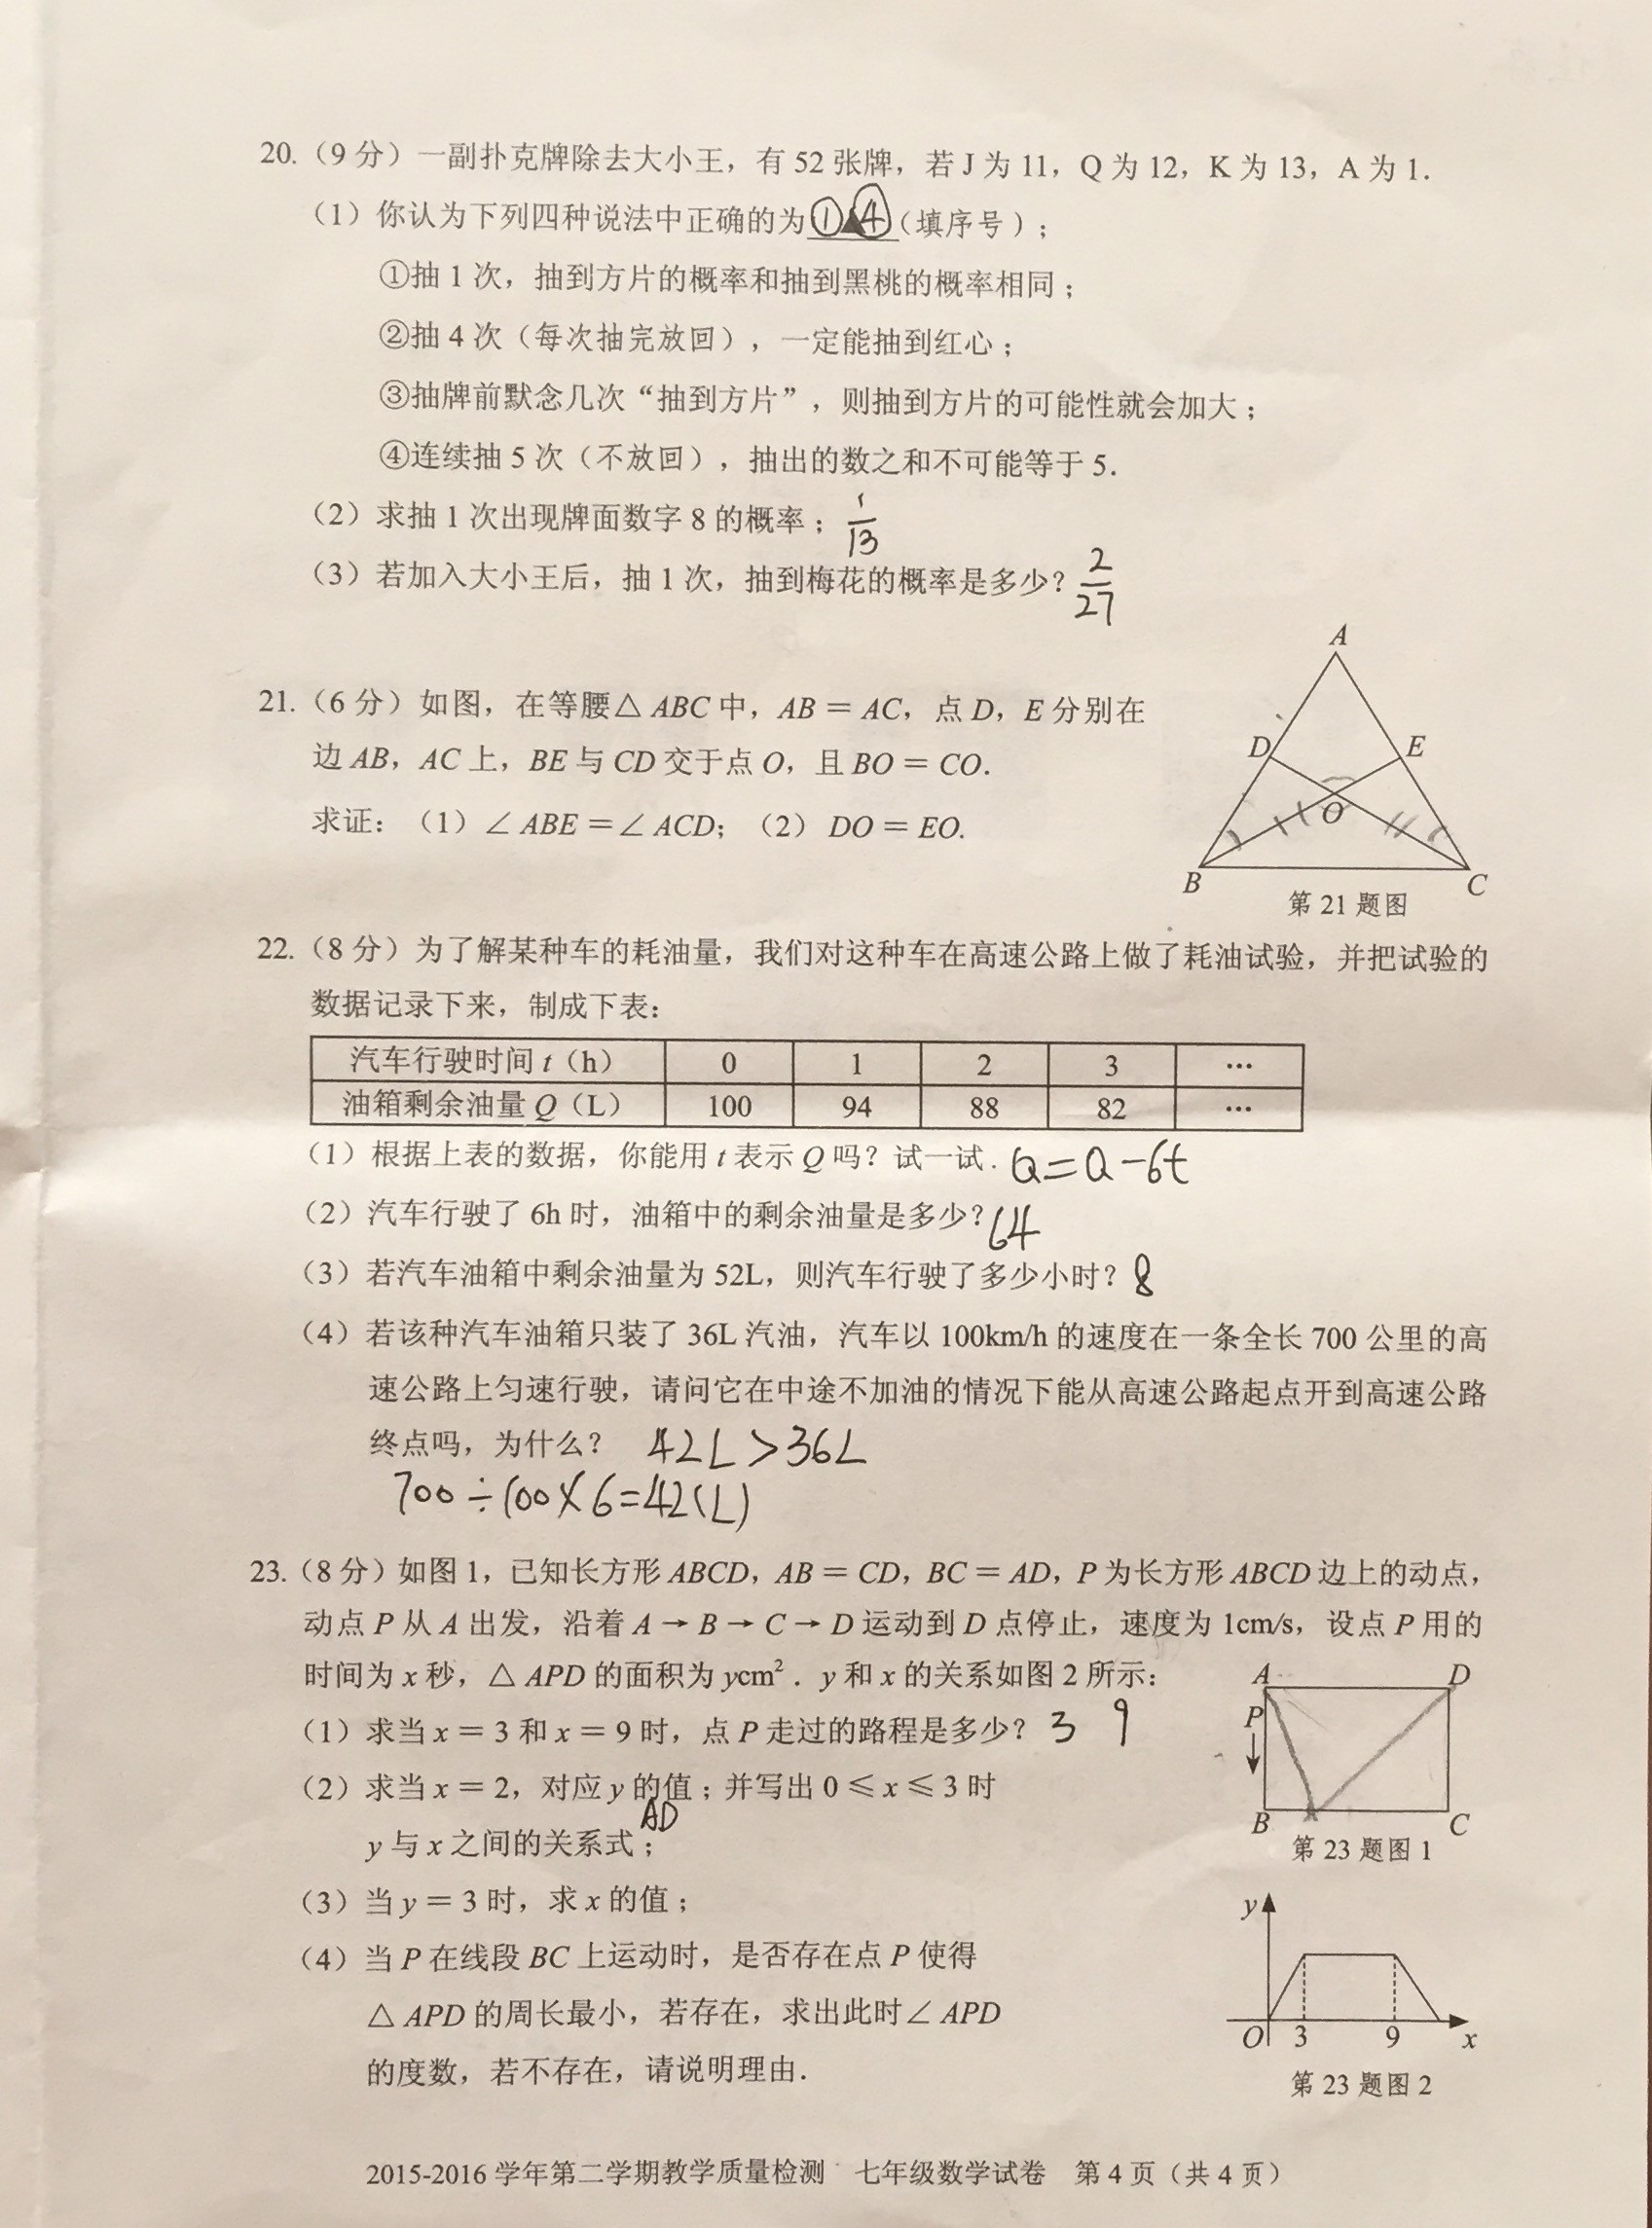 20.（9分）一副扑克牌除去大小王，有52张牌，若J为11，Q为12，K为13，A为1.
（1）你认为下列四种说法中正确的为①④（填序号）；
①抽1次，抽到方片的概率和抽到黑桃的概率相同；
②抽4次（每次抽完放回），一定能抽到红心；
③抽牌前默念几次“抽到方片”，则抽到方片的可能性就会加大；
④连续抽5次（不放回），抽出的数之和不可能等于5.
（2）求抽1次出现牌面数字8的概率；1/13
（3）若加入大小王后，抽1次，抽到梅花的概率是多少？2/27
21.（6分）如图，在等腰△ABC中，AB＝AC，点D，E分别在
边AB，AC上，BE与CD交于点O，且BO＝CO.
求证：（1）∠ABE＝∠ACD；（2）DO＝EO.
A
D E
O
B C
第21题图
22.（8分）为了解某种车的耗油量，我们对这种车在高速公路上做了耗油试验，并把试验的
数据记录下来，制成下表：
汽车行驶时间t（h） 0 1 2 3 …
油箱剩余油量Q（L） 100 94 88 82 …
（1）根据上表的数据，你能用t表示Q吗？试一试. Q=Q-6t
（2）汽车行驶了6h时，油箱中的剩余油量是多少？64
（3）若汽车油箱中剩余油量为52L，则汽车行驶了多少小时？8
（4）若该种汽车油箱只装了36L汽油，汽车以100km/h的速度在一条全长700公里的高
速公路上匀速行驶，请问它在中途不加油的情况下能从高速公路起点开到高速公路
终点吗，为什么？ 42L>36L
700÷100×6=42(L)
23.（8分）如图1，已知长方形ABCD，AB＝CD，BC＝AD，P为长方形ABCD边上的动点，
动点P从A出发，沿着A→B→C→D运动到D点停止，速度为1cm/s，设点P用的
时间为x秒，△APD的面积为ycm². y和x的关系如图2所示：
（1）求当x＝3和x＝9时，点P走过的路程是多少？3 9
（2）求当x＝2，对应y的值；并写出0≤x≤3时
AD
y与x之间的关系式；
（3）当y＝3时，求x的值；
（4）当P在线段BC上运动时，是否存在点P使得
△APD的周长最小，若存在，求出此时∠APD
的度数，若不存在，请说明理由.
A D
P
B C
第23题图1
y
O 3 9 x
第23题图2
2015-2016学年第二学期教学质量检测 七年级数学试卷 第4页（共4页）